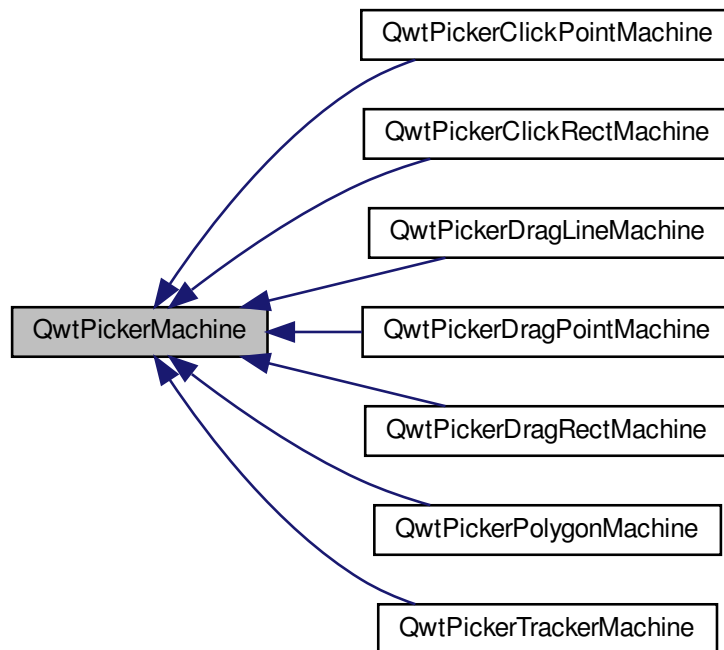 QwtPickerClickPointMachine
QwtPickerClickRectMachine
QwtPickerDragLineMachine
QwtPickerMachine
QwtPickerDragPointMachine
QwtPickerDragRectMachine
QwtPickerPolygonMachine
QwtPickerTrackerMachine